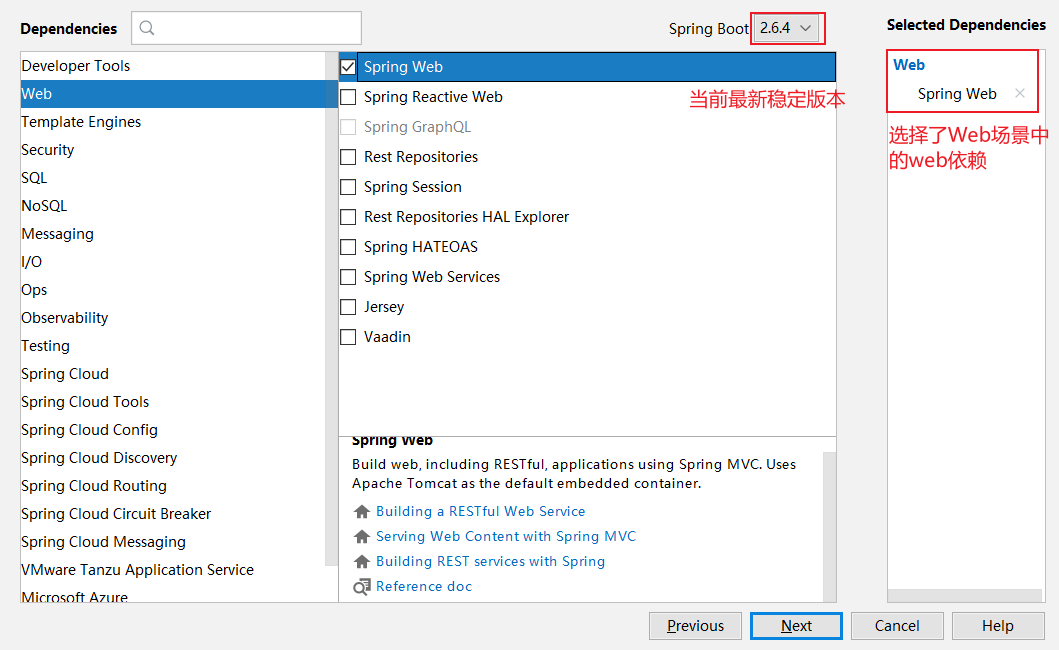 Dependencies
Spring Boot 2.6.4
Selected Dependencies
Developer Tools
Web
Template Engines
Security
SQL
NoSQL
Messaging
I/O
Ops
Observability
Testing
Spring Cloud
Spring Cloud Tools
Spring Cloud Config
Spring Cloud Discovery
Spring Cloud Routing
Spring Cloud Circuit Breaker
Spring Cloud Messaging
VMware Tanzu Application Service
Microsoft Azure
Spring Web
Spring Reactive Web
Spring GraphQL
Rest Repositories
Spring Session
Rest Repositories HAL Explorer
Spring HATEOAS
Spring Web Services
Jersey
Vaadin
当前最新稳定版本
Spring Web
Build web, including RESTful, applications using Spring MVC. Uses
Apache Tomcat as the default embedded container.
Building a RESTful Web Service
Serving Web Content with Spring MVC
Building REST services with Spring
Reference doc
Web
Spring Web
选择了Web场景中
的web依赖
Previous
Next
Cancel
Help